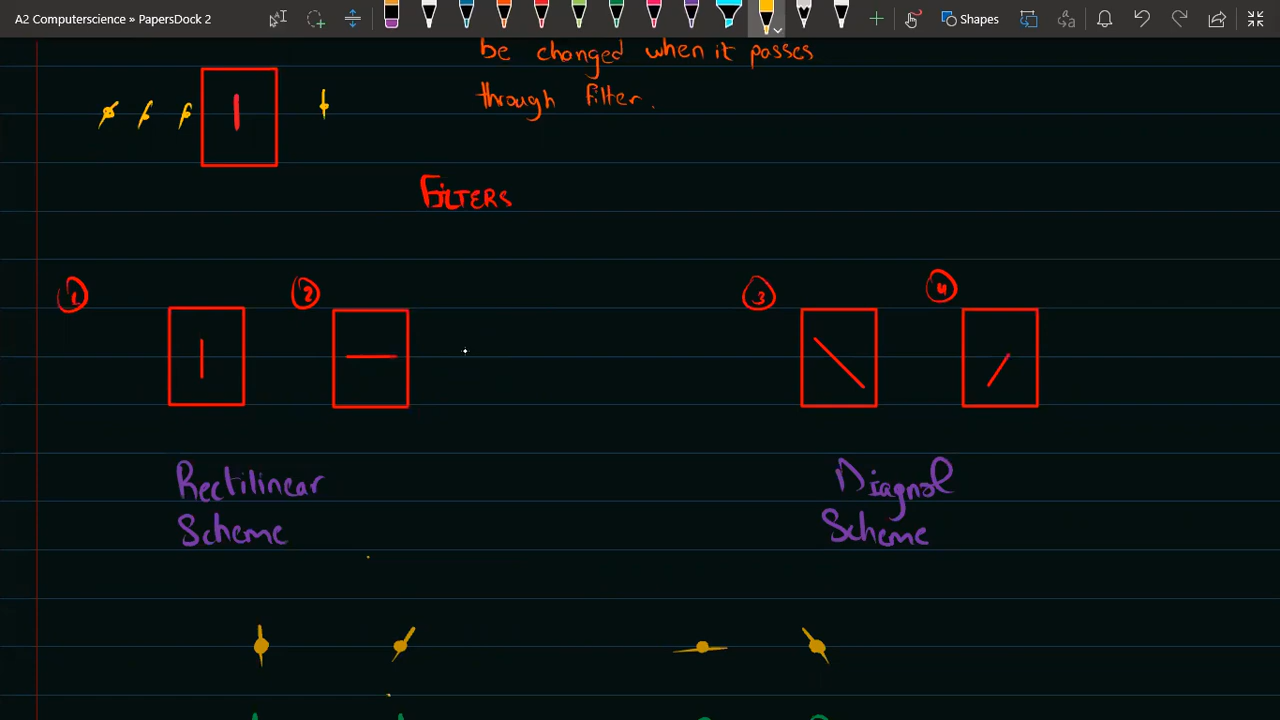 A2 Computerscience » PapersDock 2
Shapes
be changed when it passes
through filter.
FILTERS
1
2
3
4
Rectilinear
Scheme
Diagnol
Scheme